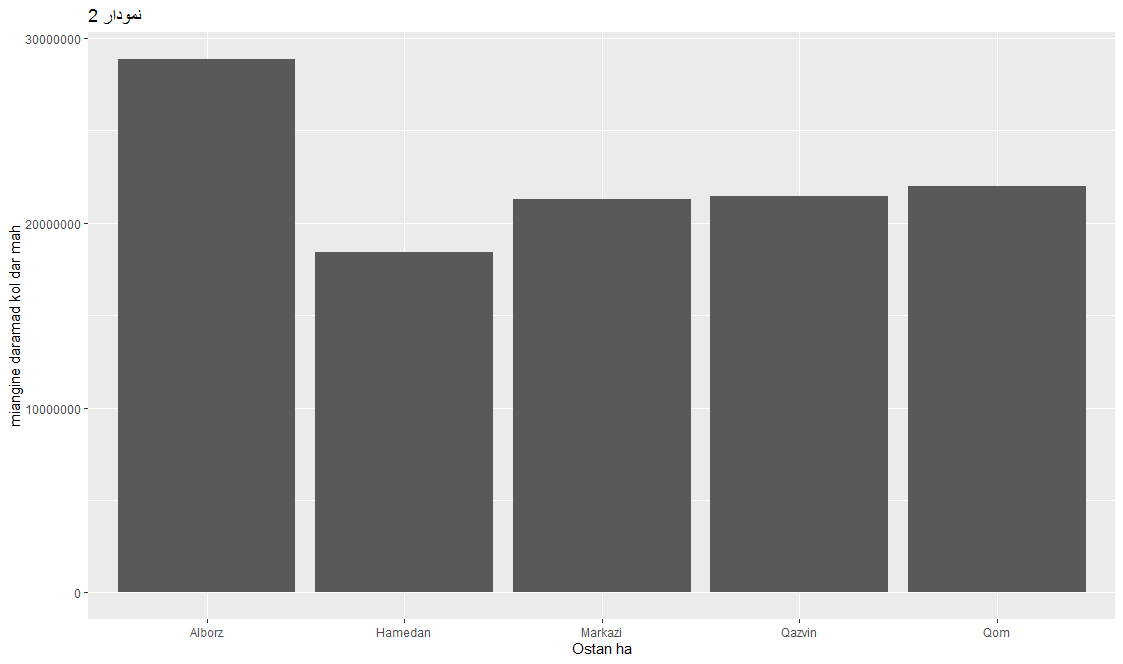 نمودار 2
miangine daramad kol dar mah
30000000
20000000
10000000
0
Alborz
Hamedan
Markazi
Qazvin
Qom
Ostan ha